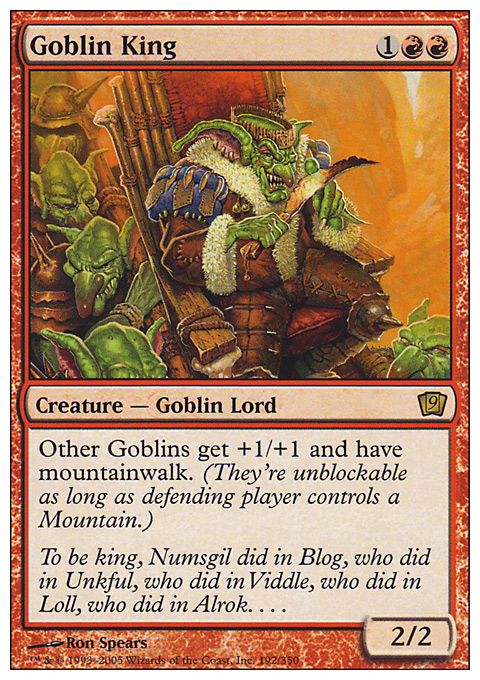 Goblin King 1
Creature — Goblin Lord 9
Other Goblins get +1/+1 and have
mountainwalk. (They're unblockable
as long as defending player controls a
Mountain.)
To be king, Numsgil did in Blog, who did
in Unkful, who did in Viddle, who did in
Loll, who did in Alrok. . . .
2/2
Ron Spears
™ & © 1993–2005 Wizards of the Coast, Inc. 192/350